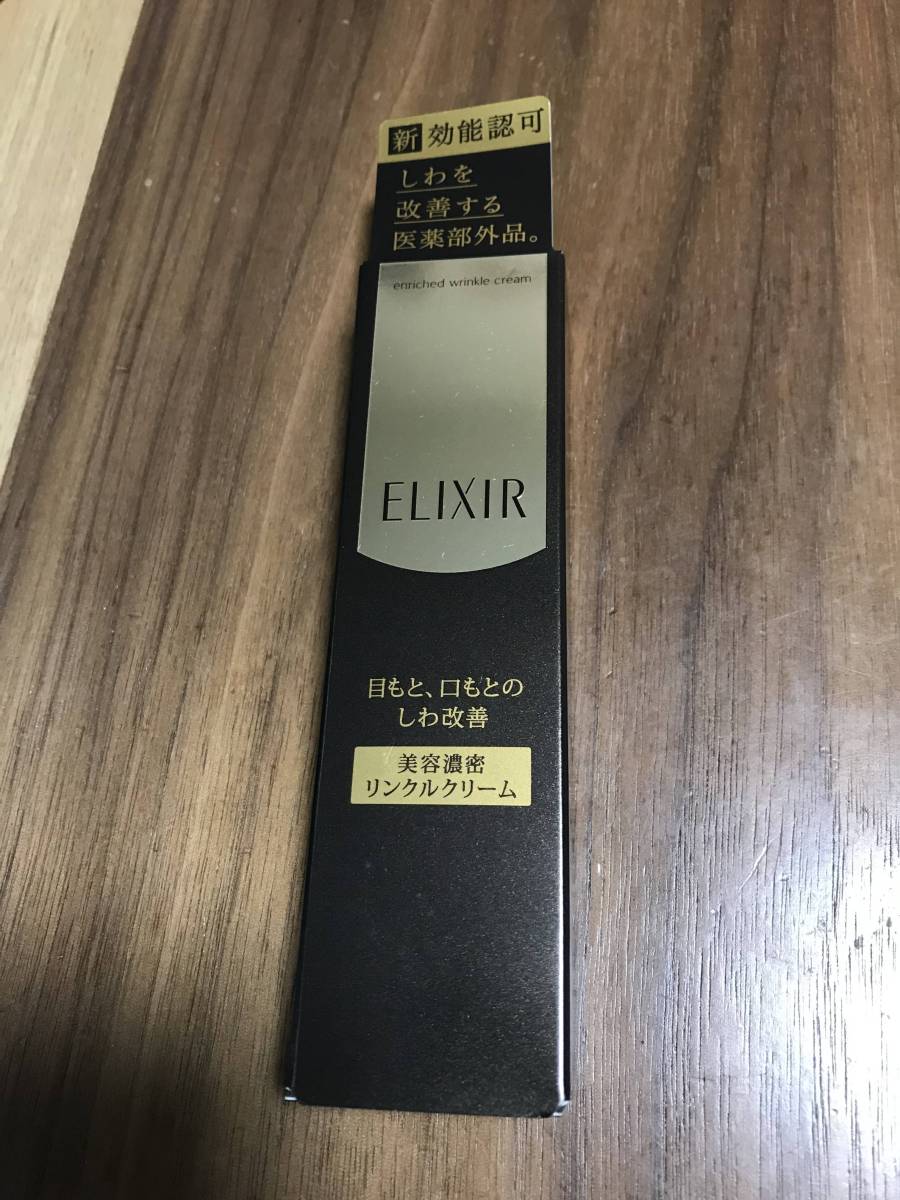 新効能認可
しわを
改善する
医薬部外品。
enriched wrinkle cream
ELIXIR
目もと、口もとの
しわ改善
美容濃密
リンクルクリーム